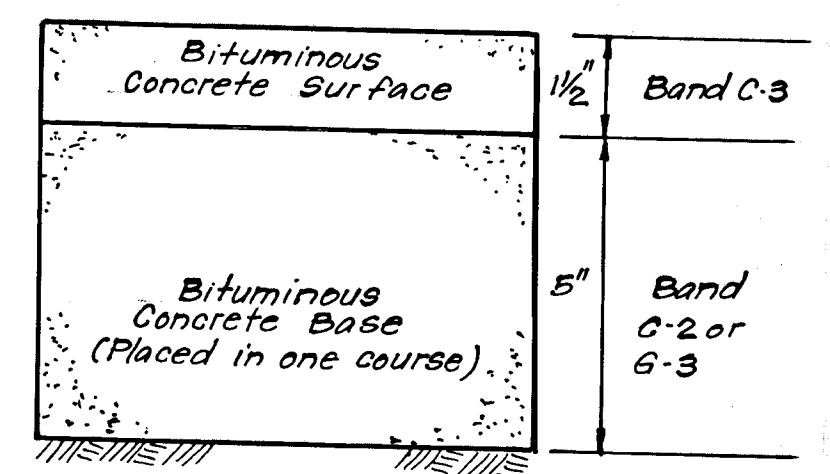 Bituminous
Concrete Surface
1½"
Band C-3
Bituminous
Concrete Base
(Placed in one course)
5"
Band
C-2 or
G-3